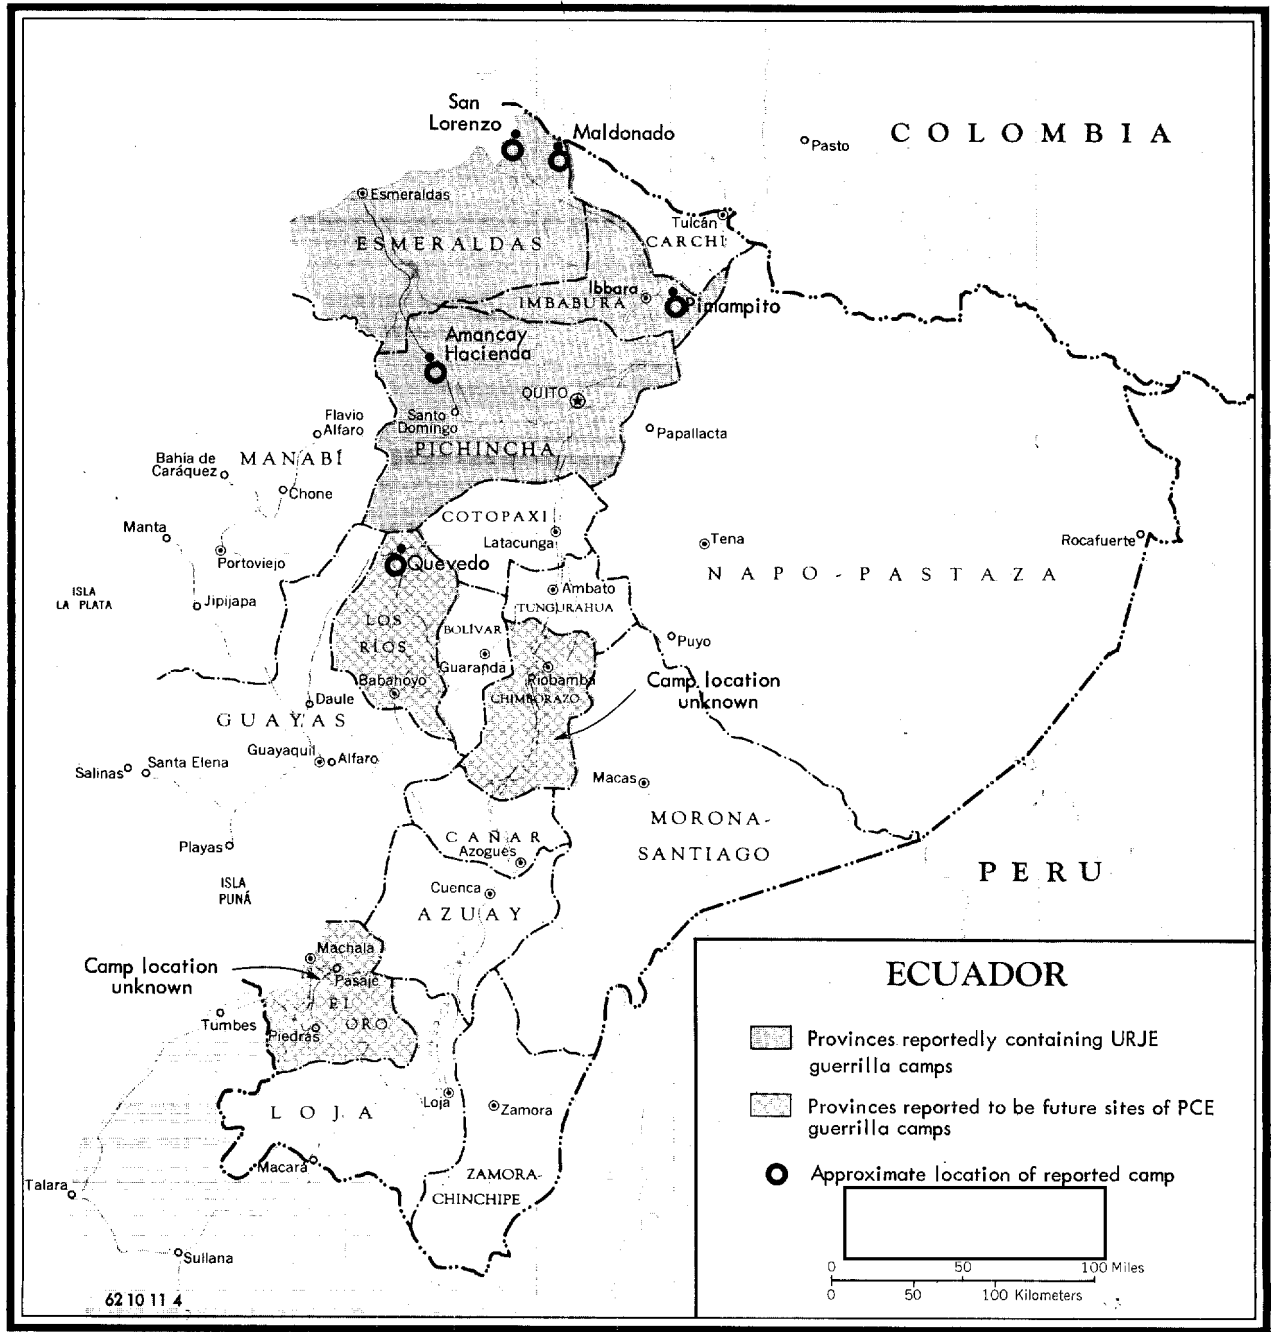 San
Lorenzo
Maldonado
COLOMBIA
Pasto
Esmeraldas
Tulcán
CARCHI
ESMERALDAS
Ibbara
IMBABURA
Pimampito
Amancay
Hacienda
QUITO
Santo
Domingo
Flavio
Alfaro
Papallacta
PICHINCHA
Bahia de
Caráquez
MANABÍ
Chone
COTOPAXI
Manta
Latacunga
Tena
Rocafuerte
Portoviejo
Quevedo
NAPO-PASTAZA
ISLA
LA PLATA
Jipijapa
Ambato
TUNGURAHUA
LOS
RÍOS
BOLÍVAR
Puyo
Guaranda
Babahoyo
Riobamba
CHIMBORAZO
Camp location
unknown
Daule
GUAYAS
Guayaquil
Alfaro
Salinas
Santa Elena
Macas
MORONA-
SANTIAGO
CAÑAR
Azogues
Playas
PERU
ISLA
PUNÁ
Cuenca
AZUAY
Machala
Camp location
unknown
Pasaje
EL
ORO
Tumbes
Piedras
LOJA
Loja
Zamora
Macará
ZAMORA-
CHINCHIPE
Talara
Sullana
62 10 11 4
ECUADOR
Provinces reportedly containing URJE
guerrilla camps
Provinces reported to be future sites of PCE
guerrilla camps
Approximate location of reported camp
0 50 100 Miles
0 50 100 Kilometers